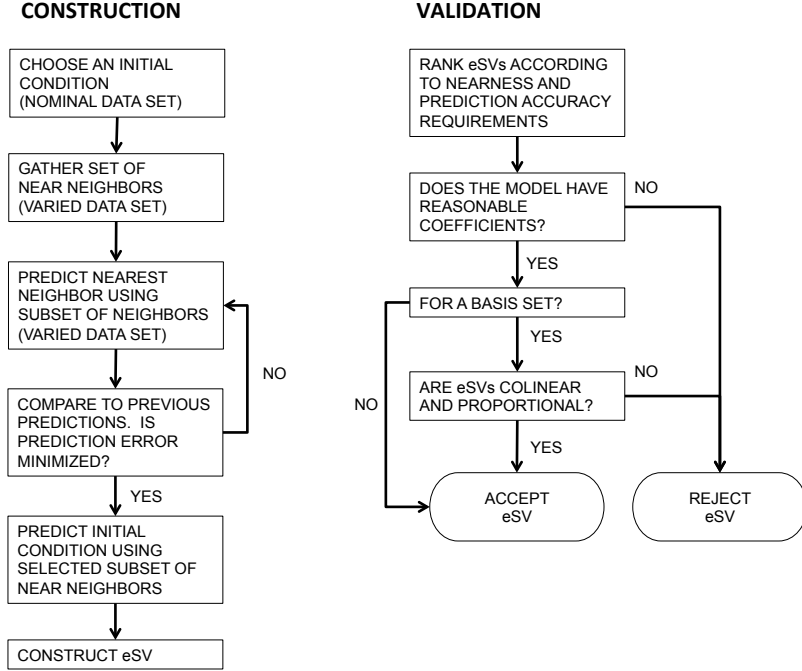 CONSTRUCTION
CHOOSE AN INITIAL
CONDITION
(NOMINAL DATA SET)
GATHER SET OF
NEAR NEIGHBORS
(VARIED DATA SET)
PREDICT NEAREST
NEIGHBOR USING
SUBSET OF NEIGHBORS
(VARIED DATA SET)
NO
COMPARE TO PREVIOUS
PREDICTIONS. IS
PREDICTION ERROR
MINIMIZED?
YES
PREDICT INITIAL
CONDITION USING
SELECTED SUBSET OF
NEAR NEIGHBORS
CONSTRUCT eSV
VALIDATION
RANK eSVs ACCORDING
TO NEARNESS AND
PREDICTION ACCURACY
REQUIREMENTS
DOES THE MODEL HAVE
REASONABLE
COEFFICIENTS?
NO
YES
FOR A BASIS SET?
YES
NO
ARE eSVs COLINEAR
AND PROPORTIONAL?
NO
YES
ACCEPT
eSV
REJECT
eSV